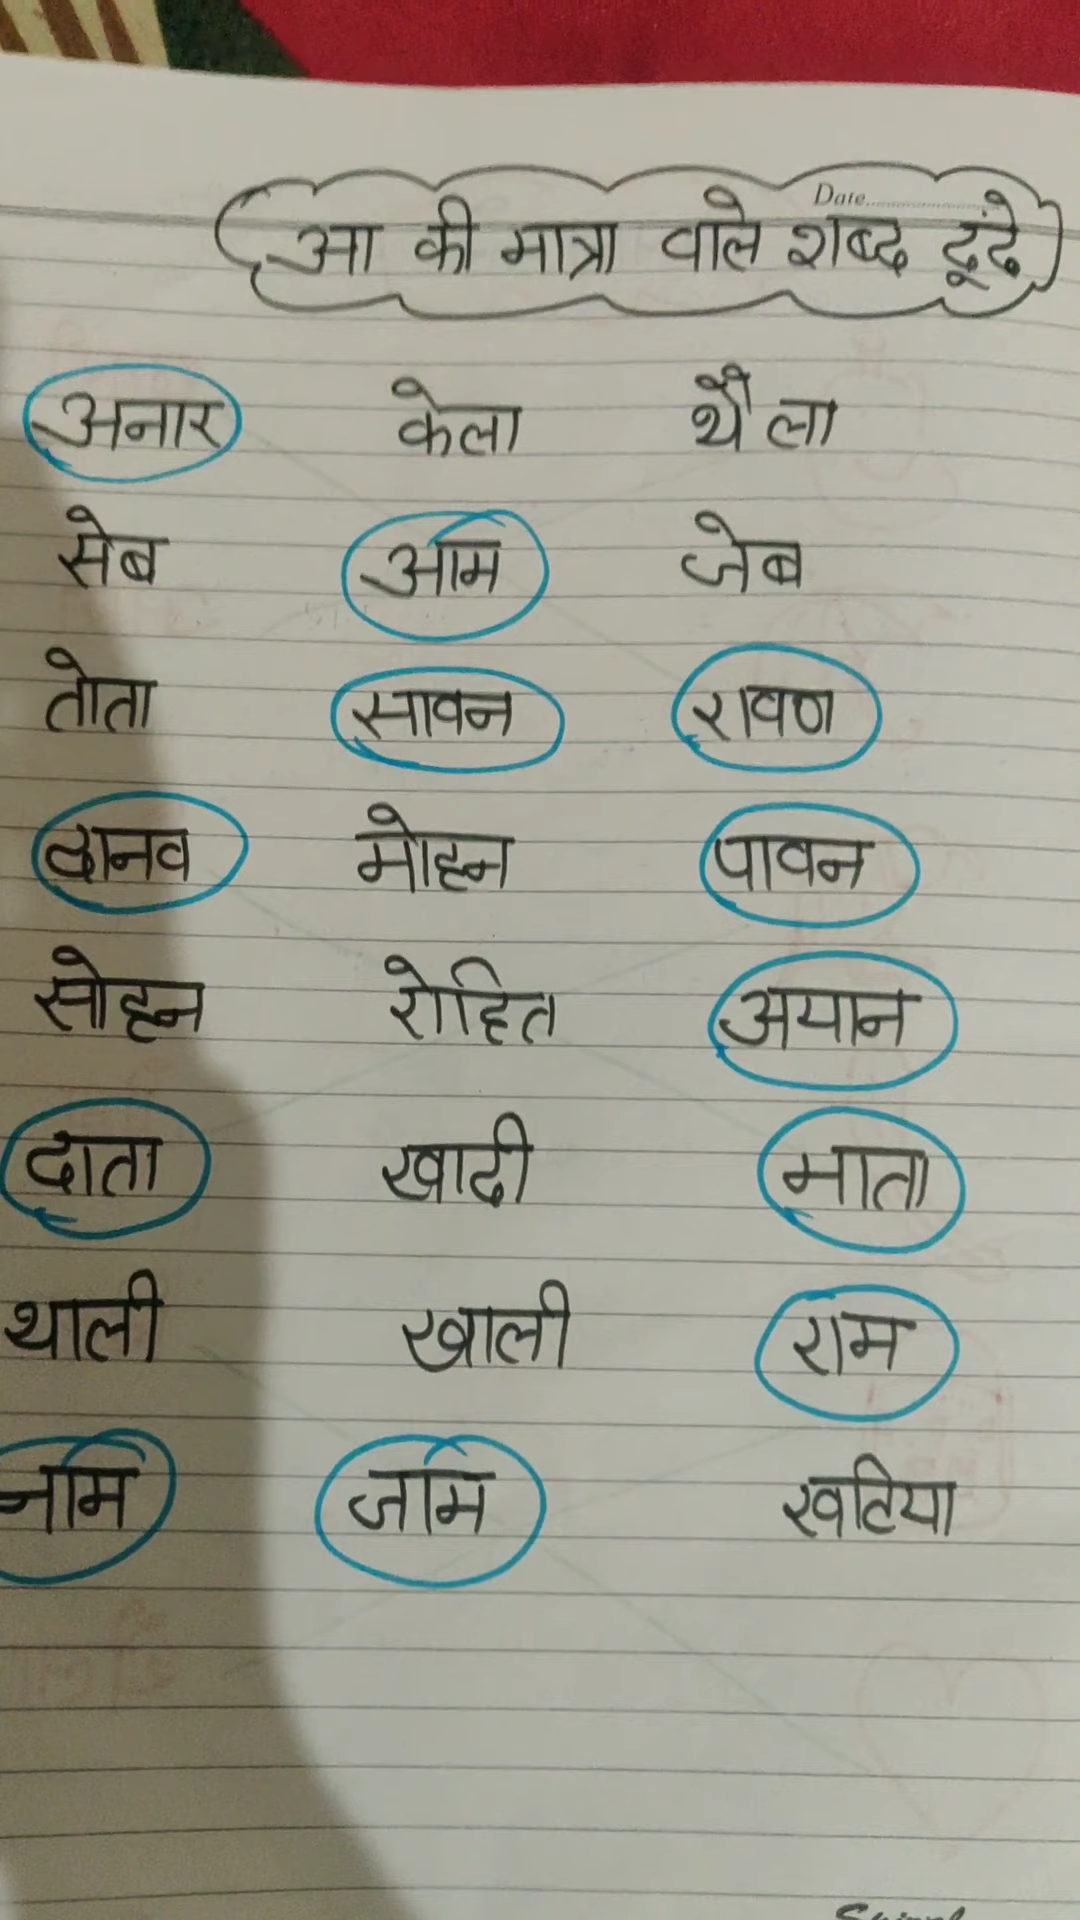 Date
आ की मात्रा वाले शब्द ढूंढे
अनार केला थैला
सेब आम जेब
तोता सावन रावण
दानव मोहन पावन
सोहन रोहित अयान
दाता खादी माता
थाली खाली राम
नाम जाम खटिया